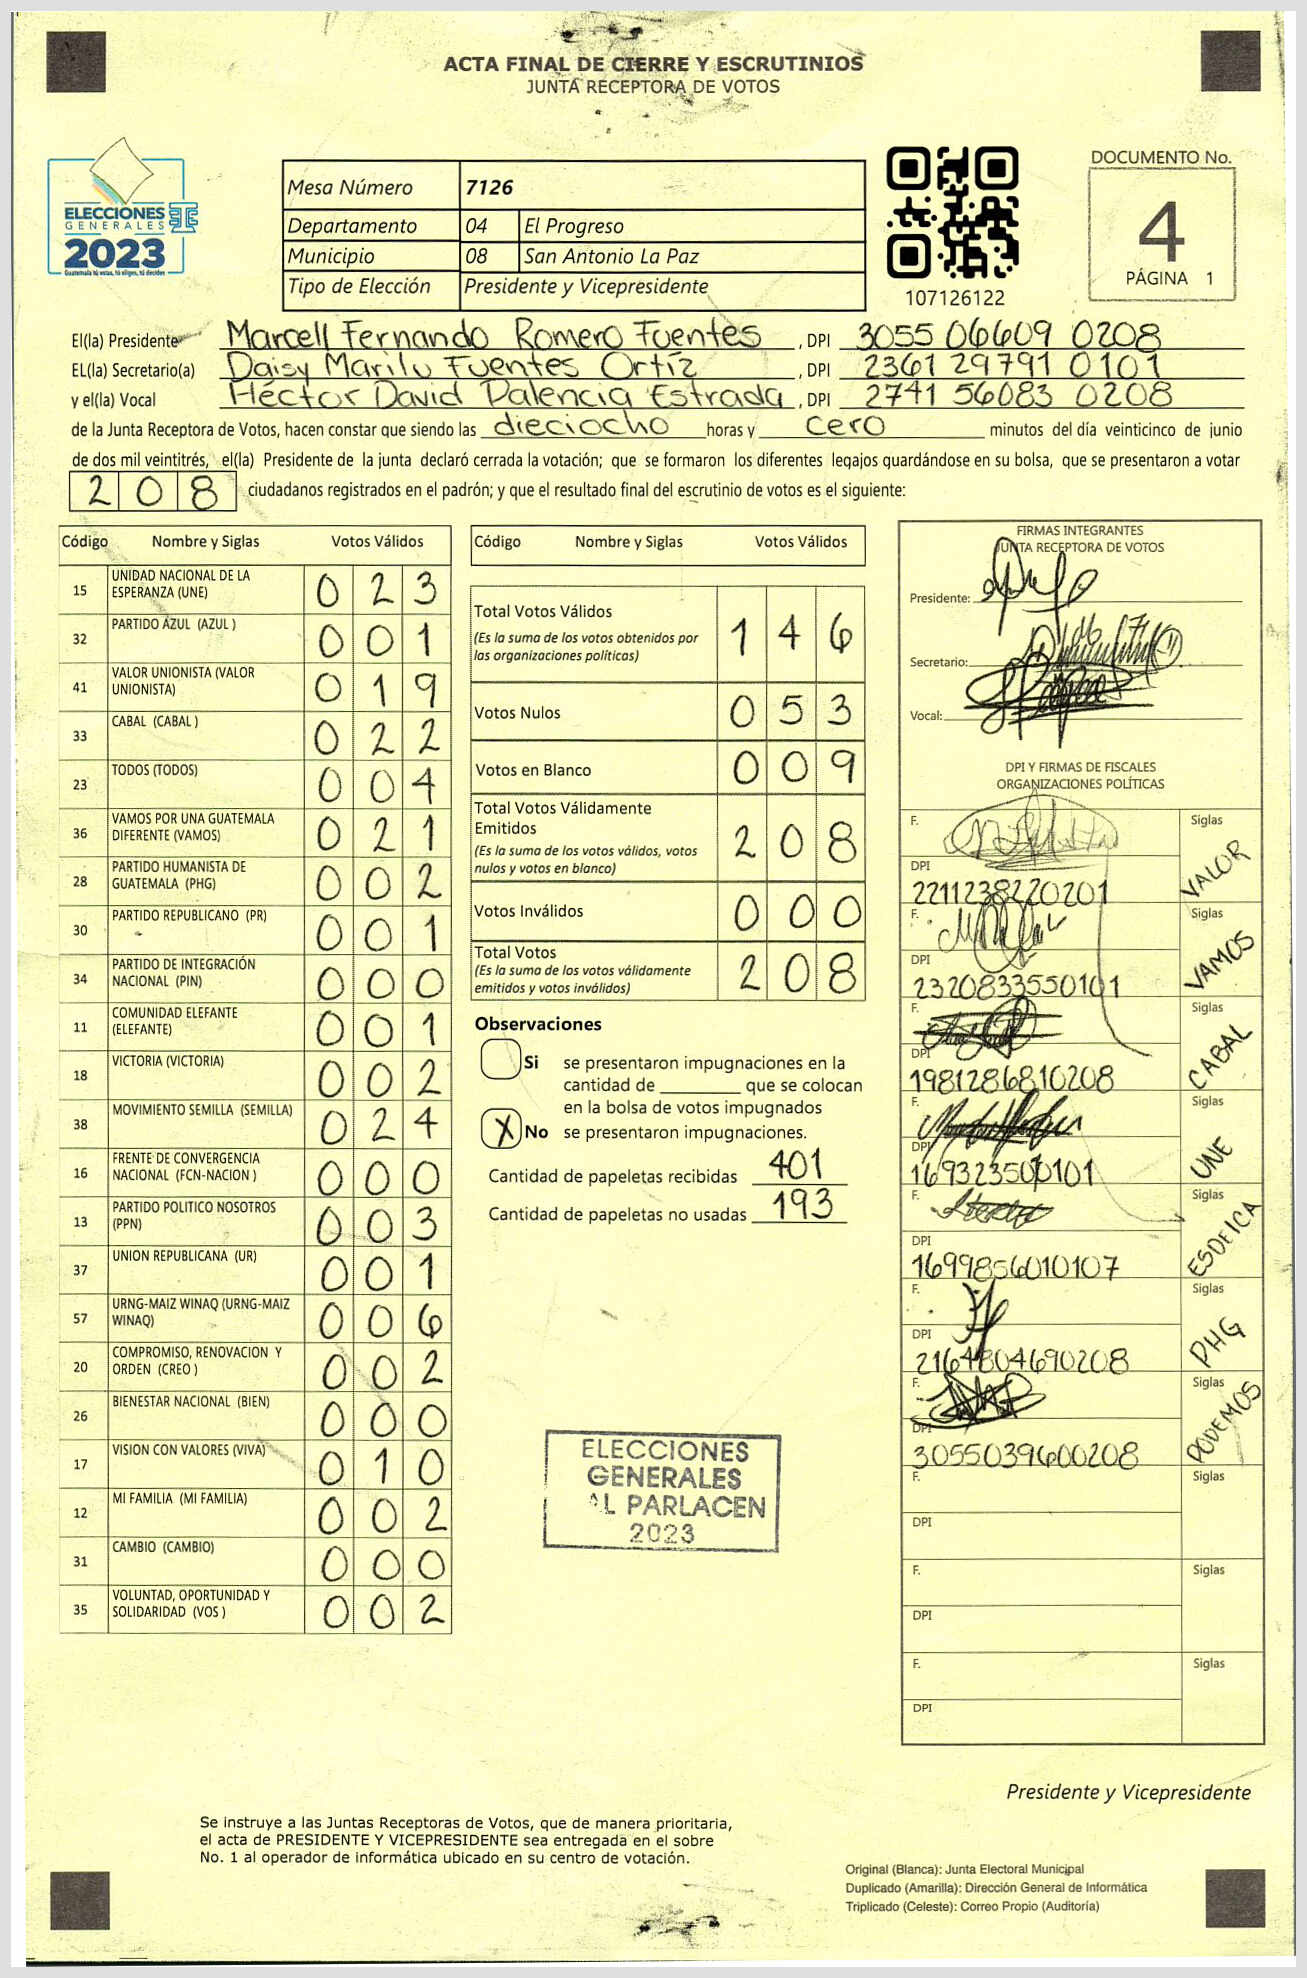 ACTA FINAL DE CIERRE Y ESCRUTINIOS
JUNTA RECEPTORA DE VOTOS
ELECCIONES
GENERALES
2023
Guatemala tú votas, tú eliges, tú decides
Mesa Número 7126
Departamento 04 El Progreso
Municipio 08 San Antonio La Paz
Tipo de Elección Presidente y Vicepresidente
107126122
DOCUMENTO No.
4
PÁGINA 1
El(la) Presidente Marcell Fernando Romero Fuentes, DPI 3055 06609 0208
EL(la) Secretario(a) Daisy Marilu Fuentes Ortíz, DPI 2361 29791 0101
y el(la) Vocal Héctor David Palencia Estrada, DPI 2741 56083 0208
de la Junta Receptora de Votos, hacen constar que siendo las dieciocho horas y cero minutos del día veinticinco de junio
de dos mil veintitrés, el(la) Presidente de la junta declaró cerrada la votación; que se formaron los diferentes legajos guardándose en su bolsa, que se presentaron a votar
208 ciudadanos registrados en el padrón; y que el resultado final del escrutinio de votos es el siguiente:
Código Nombre y Siglas Votos Válidos
15 UNIDAD NACIONAL DE LA ESPERANZA (UNE) 0 2 3
32 PARTIDO AZUL (AZUL ) 0 0 1
41 VALOR UNIONISTA (VALOR UNIONISTA) 0 1 9
33 CABAL (CABAL ) 0 2 2
23 TODOS (TODOS) 0 0 4
36 VAMOS POR UNA GUATEMALA DIFERENTE (VAMOS) 0 2 1
28 PARTIDO HUMANISTA DE GUATEMALA (PHG) 0 0 2
30 PARTIDO REPUBLICANO (PR) 0 0 1
34 PARTIDO DE INTEGRACIÓN NACIONAL (PIN) 0 0 0
11 COMUNIDAD ELEFANTE (ELEFANTE) 0 0 1
18 VICTORIA (VICTORIA) 0 0 2
38 MOVIMIENTO SEMILLA (SEMILLA) 0 2 4
16 FRENTE DE CONVERGENCIA NACIONAL (FCN-NACION ) 0 0 0
13 PARTIDO POLITICO NOSOTROS (PPN) 0 0 3
37 UNION REPUBLICANA (UR) 0 0 1
57 URNG-MAIZ WINAQ (URNG-MAIZ WINAQ) 0 0 6
20 COMPROMISO, RENOVACION Y ORDEN (CREO ) 0 0 2
26 BIENESTAR NACIONAL (BIEN) 0 0 0
17 VISION CON VALORES (VIVA) 0 1 0
12 MI FAMILIA (MI FAMILIA) 0 0 2
31 CAMBIO (CAMBIO) 0 0 0
35 VOLUNTAD, OPORTUNIDAD Y SOLIDARIDAD (VOS ) 0 0 2
Código Nombre y Siglas Votos Válidos
Total Votos Válidos 1 4 6
(Es la suma de los votos obtenidos por
las organizaciones políticas)
Votos Nulos 0 5 3
Votos en Blanco 0 0 9
Total Votos Válidamente
Emitidos 2 0 8
(Es la suma de los votos válidos, votos
nulos y votos en blanco)
Votos Inválidos 0 0 0
Total Votos 2 0 8
(Es la suma de los votos válidamente
emitidos y votos inválidos)
Observaciones
Si se presentaron impugnaciones en la
cantidad de ________ que se colocan
en la bolsa de votos impugnados
X No se presentaron impugnaciones.
Cantidad de papeletas recibidas 401
Cantidad de papeletas no usadas 193
ELECCIONES
GENERALES
AL PARLACEN
2023
FIRMAS INTEGRANTES
JUNTA RECEPTORA DE VOTOS
Presidente:
Secretario:
Vocal:
DPI Y FIRMAS DE FISCALES
ORGANIZACIONES POLÍTICAS
F. Siglas VALOR
DPI 2211238220201
F. Siglas VAMOS
DPI 2320833550101
F. Siglas CABAL
DPI 1981286810208
F. Siglas UNE
DPI 1693235010101
F. Siglas ESDEICA
DPI 1699856010107
F. Siglas PHG
DPI 2164804690208
F. Siglas PODEMOS
DPI 3055039600208
F. Siglas
DPI
F. Siglas
DPI
F. Siglas
DPI
Presidente y Vicepresidente
Se instruye a las Juntas Receptoras de Votos, que de manera prioritaria,
el acta de PRESIDENTE Y VICEPRESIDENTE sea entregada en el sobre
No. 1 al operador de informática ubicado en su centro de votación.
Original (Blanca): Junta Electoral Municipal
Duplicado (Amarilla): Dirección General de Informática
Triplicado (Celeste): Correo Propio (Auditoría)